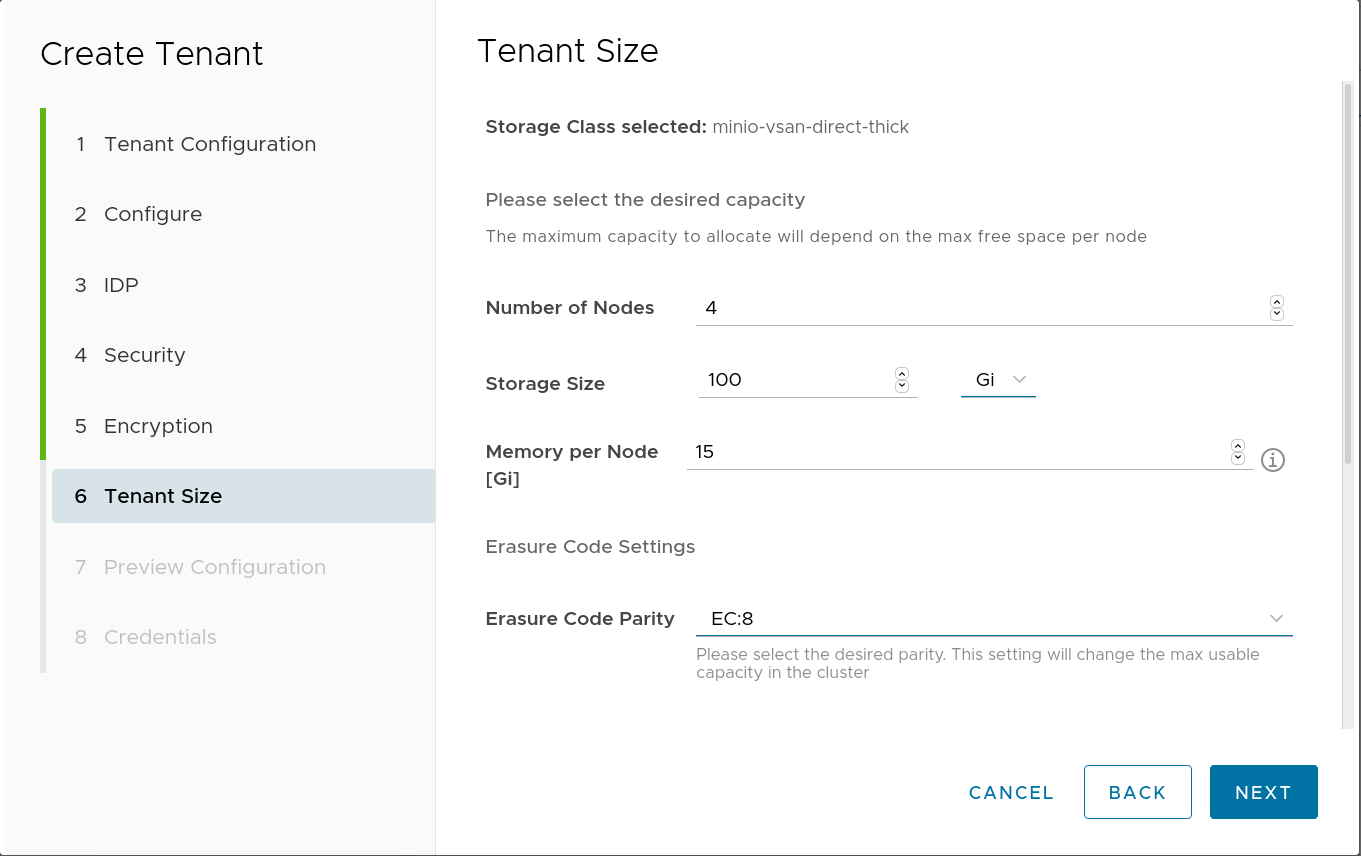 Create Tenant
1 Tenant Configuration
2 Configure
3 IDP
4 Security
5 Encryption
6 Tenant Size
7 Preview Configuration
8 Credentials
Tenant Size
Storage Class selected: minio-vsan-direct-thick
Please select the desired capacity
The maximum capacity to allocate will depend on the max free space per node
Number of Nodes 4
Storage Size 100 Gi
Memory per Node 15
[Gi]
Erasure Code Settings
Erasure Code Parity EC:8
Please select the desired parity. This setting will change the max usable
capacity in the cluster
CANCEL BACK NEXT